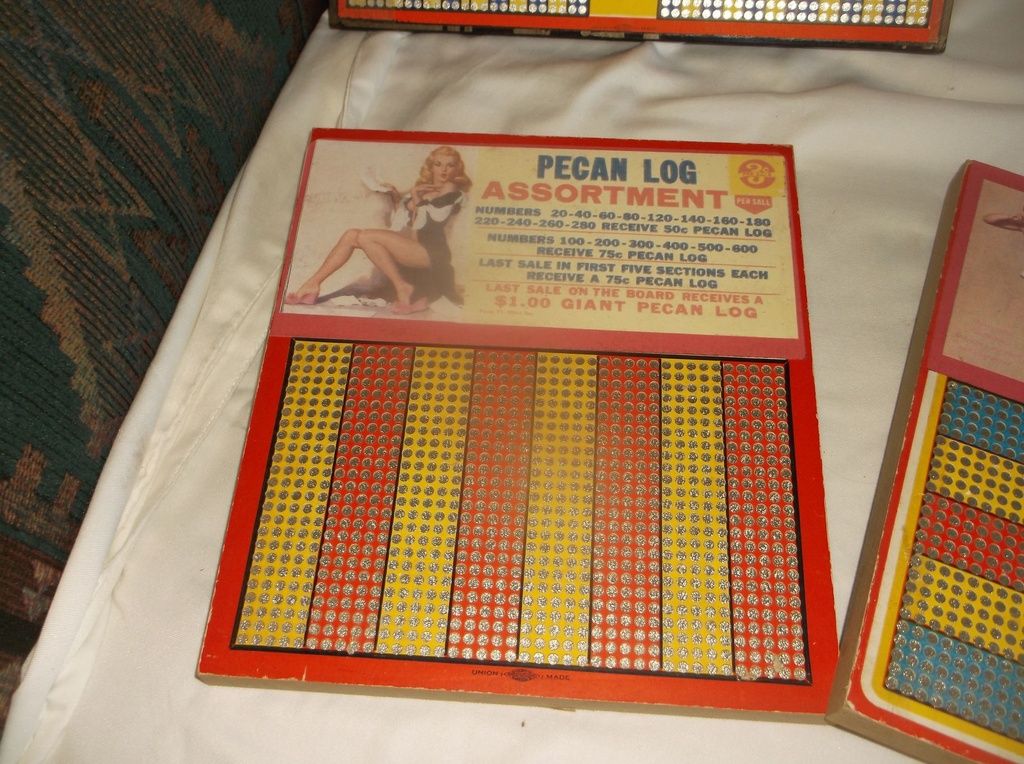 PECAN LOG
ASSORTMENT
PER SALE
NUMBERS 20-40-60-80-120-140-160-180
220-240-260-280 RECEIVE 50c PECAN LOG
NUMBERS 100-200-300-400-500-600
RECEIVE 75c PECAN LOG
LAST SALE IN FIRST FIVE SECTIONS EACH
RECEIVE A 75c PECAN LOG
LAST SALE ON THE BOARD RECEIVES A
$1.00 GIANT PECAN LOG
UNION MADE